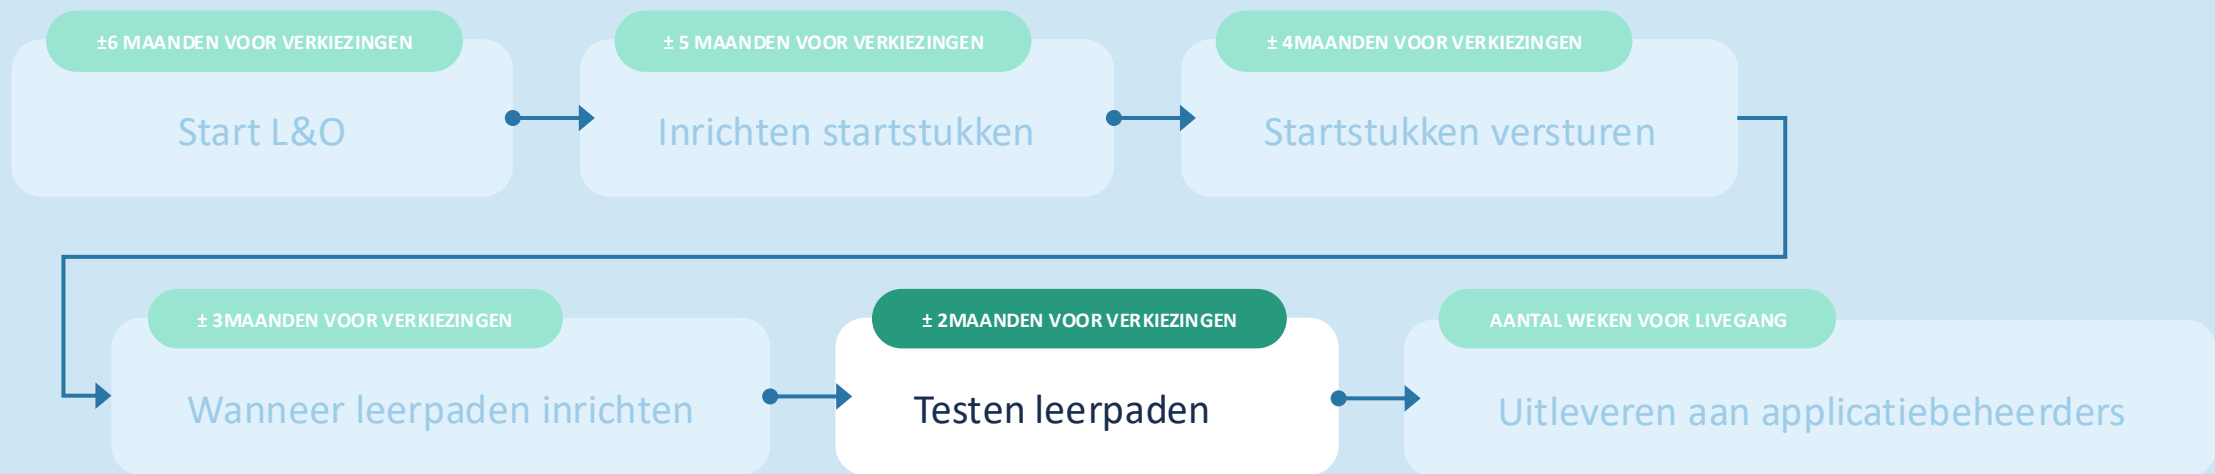 ±6 MAANDEN VOOR VERKIEZINGEN
Start L&O
± 5 MAANDEN VOOR VERKIEZINGEN
Inrichten startstukken
± 4MAANDEN VOOR VERKIEZINGEN
Startstukken versturen
± 3MAANDEN VOOR VERKIEZINGEN
Wanneer leerpaden inrichten
± 2MAANDEN VOOR VERKIEZINGEN
Testen leerpaden
AANTAL WEKEN VOOR LIVEGANG
Uitleveren aan applicatiebeheerders